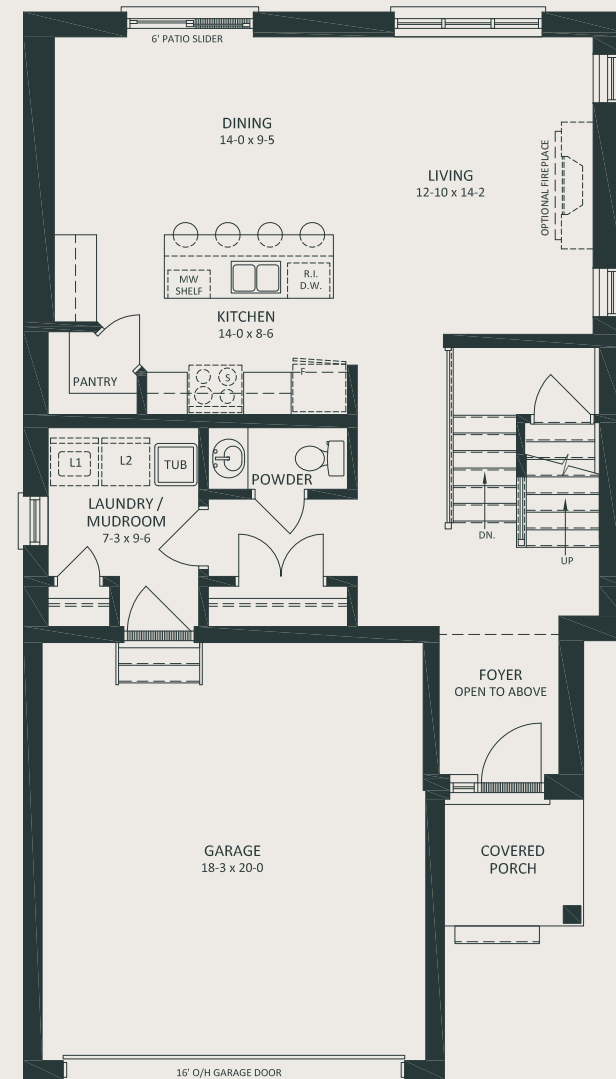 6' PATIO SLIDER
DINING
14-0 x 9-5
LIVING
12-10 x 14-2
OPTIONAL FIREPLACE
MW
SHELF
R.I.
D.W.
KITCHEN
14-0 x 8-6
PANTRY
S
F
L1
L2
TUB
POWDER
LAUNDRY /
MUDROOM
7-3 x 9-6
DN.
UP
FOYER
OPEN TO ABOVE
GARAGE
18-3 x 20-0
COVERED
PORCH
16' O/H GARAGE DOOR